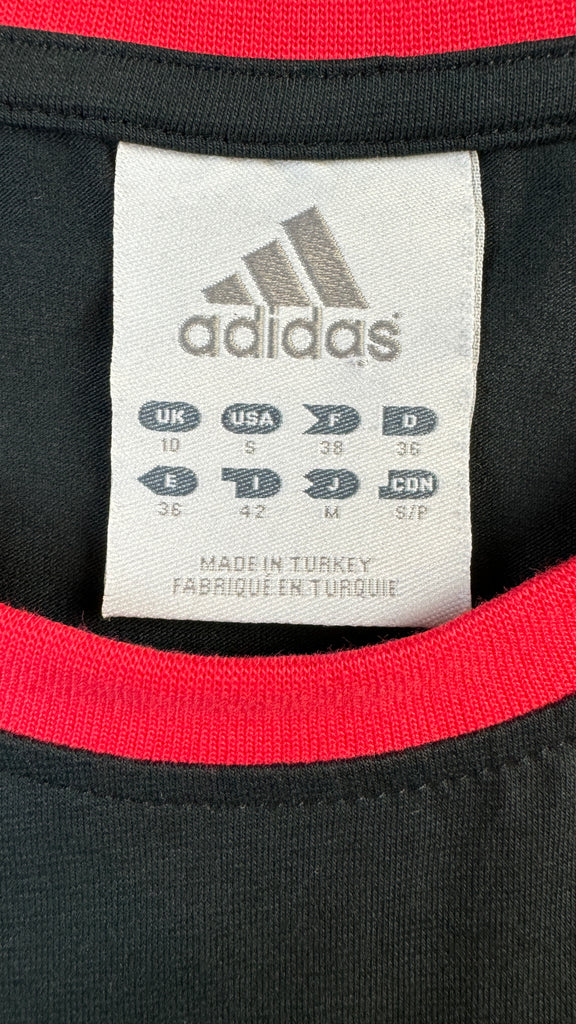 adidas
UK USA F D
10 S 38 36
E I J CDN
36 42 M S/P
MADE IN TURKEY
FABRIQUE EN TURQUIE